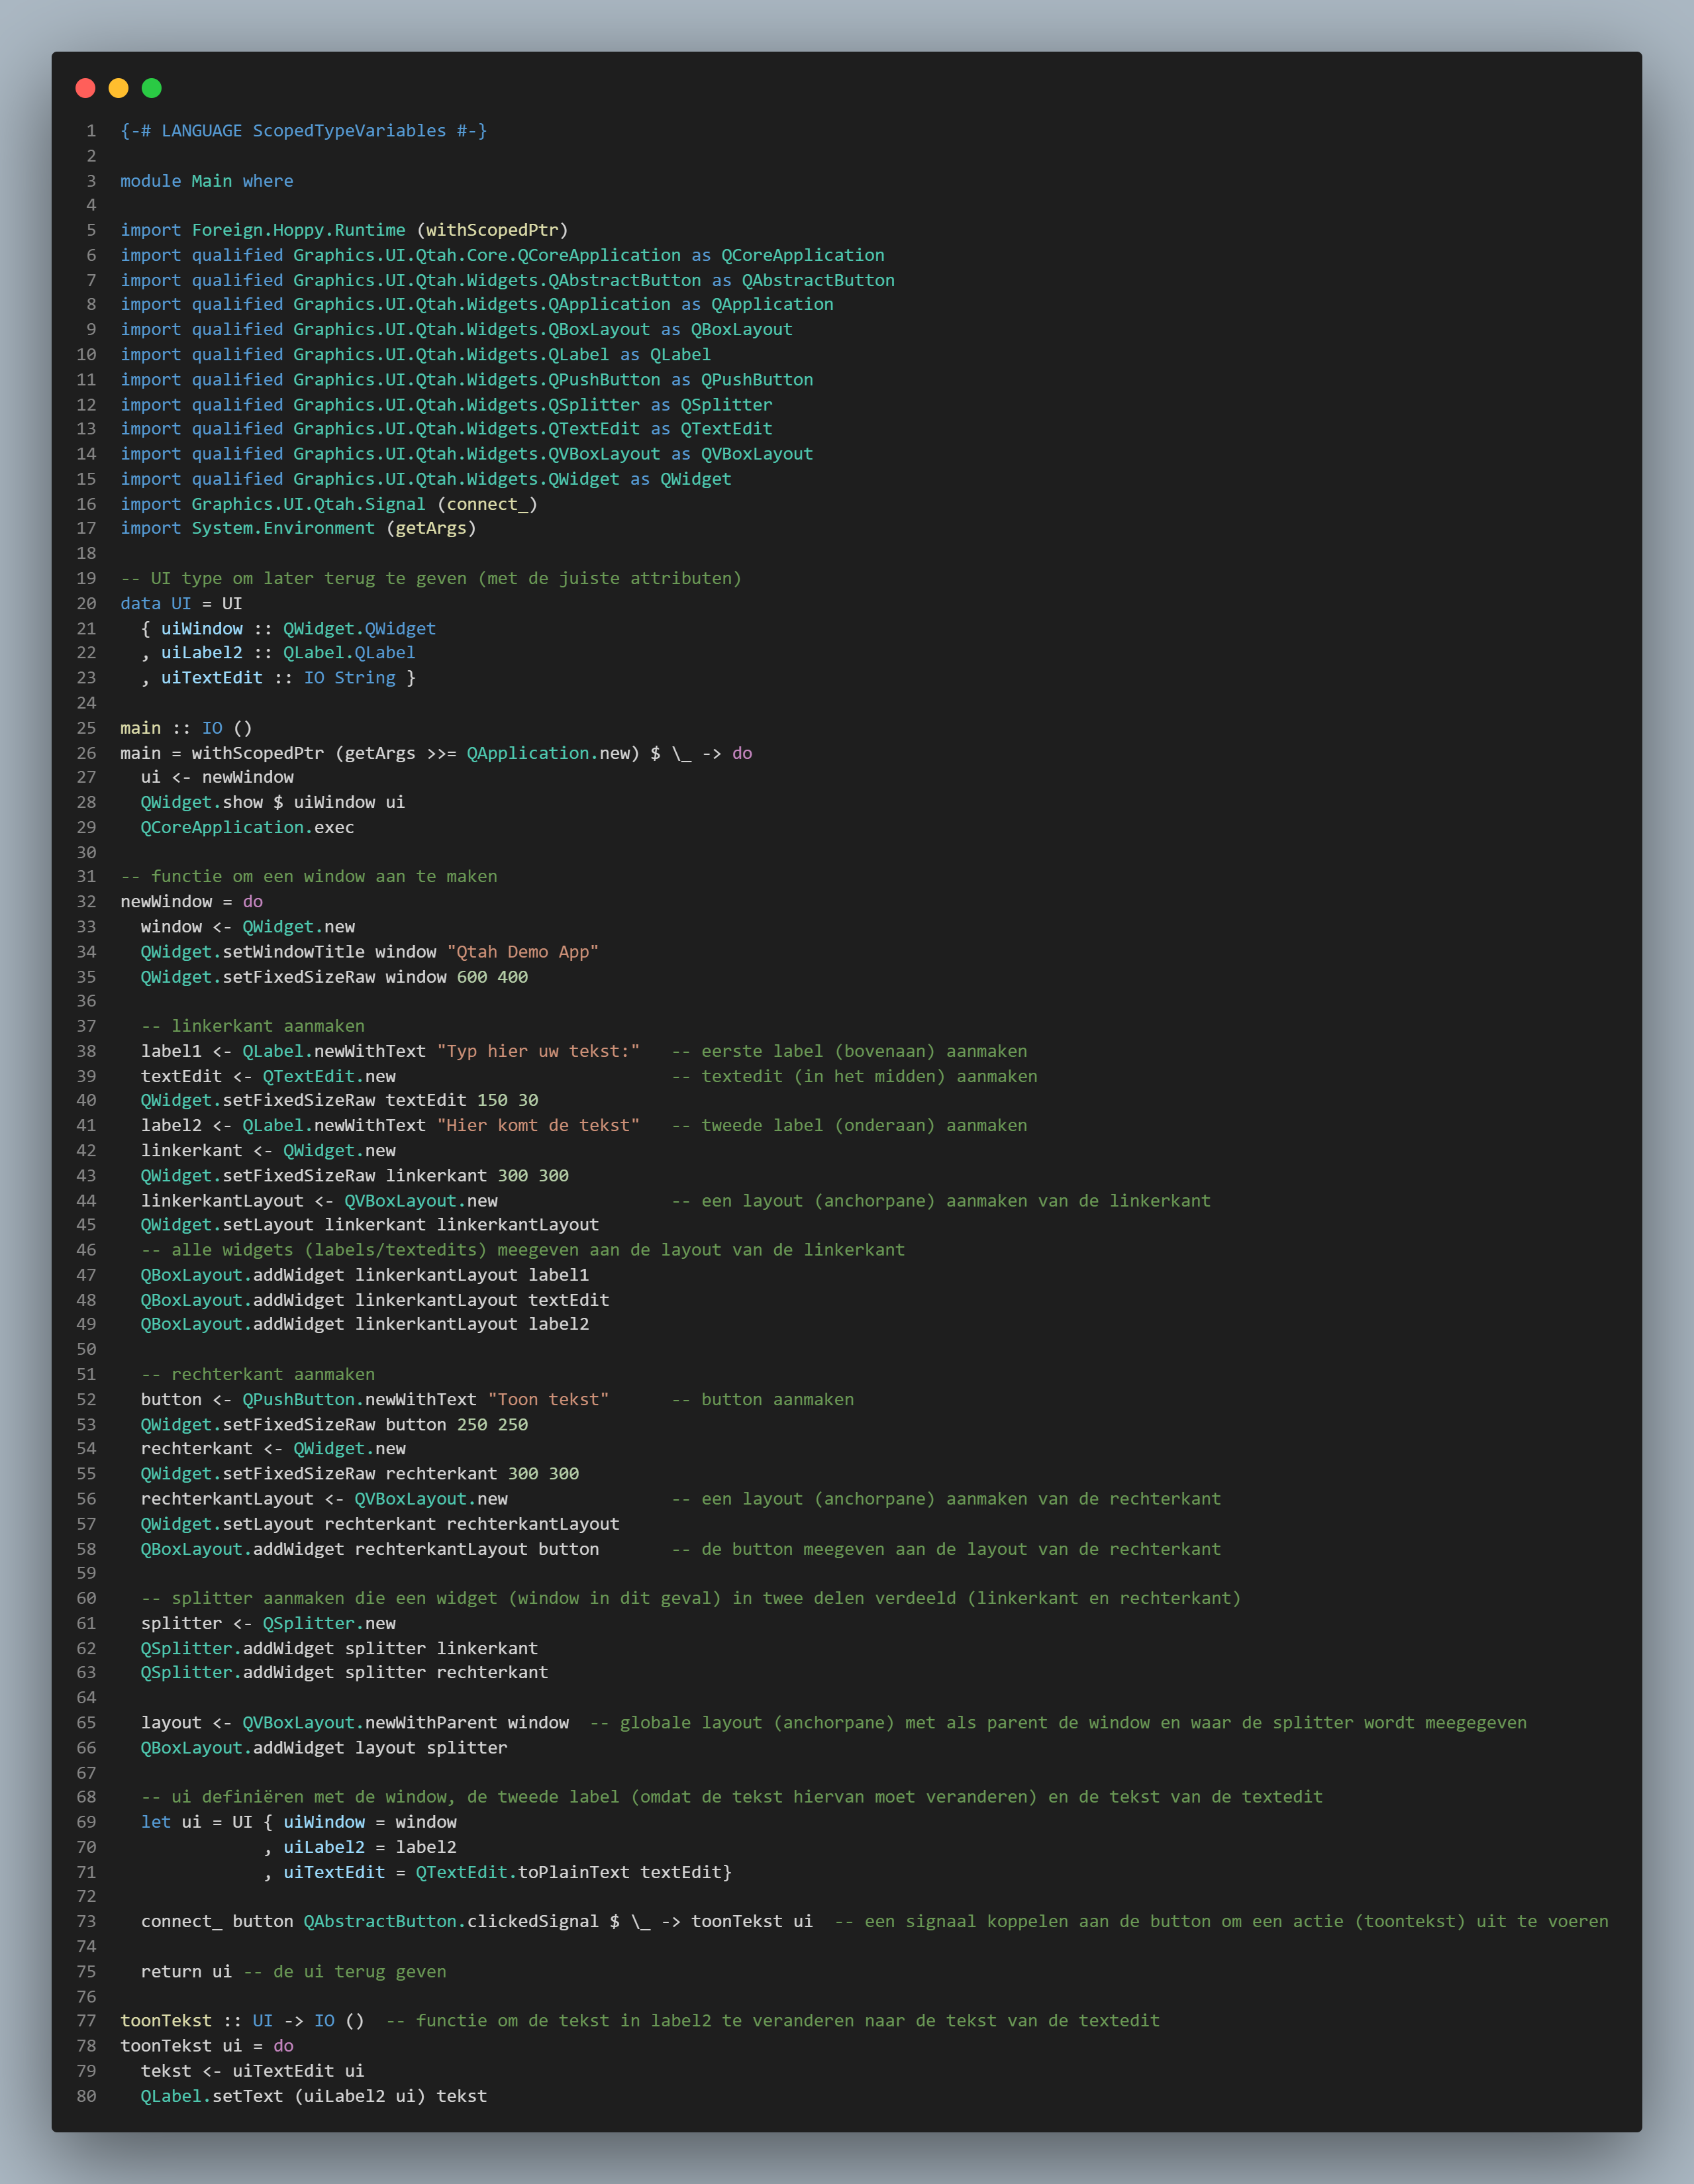 1 {-# LANGUAGE ScopedTypeVariables #-}
2
3 module Main where
4
5 import Foreign.Hoppy.Runtime (withScopedPtr)
6 import qualified Graphics.UI.Qtah.Core.QCoreApplication as QCoreApplication
7 import qualified Graphics.UI.Qtah.Widgets.QAbstractButton as QAbstractButton
8 import qualified Graphics.UI.Qtah.Widgets.QApplication as QApplication
9 import qualified Graphics.UI.Qtah.Widgets.QBoxLayout as QBoxLayout
10 import qualified Graphics.UI.Qtah.Widgets.QLabel as QLabel
11 import qualified Graphics.UI.Qtah.Widgets.QPushButton as QPushButton
12 import qualified Graphics.UI.Qtah.Widgets.QSplitter as QSplitter
13 import qualified Graphics.UI.Qtah.Widgets.QTextEdit as QTextEdit
14 import qualified Graphics.UI.Qtah.Widgets.QVBoxLayout as QVBoxLayout
15 import qualified Graphics.UI.Qtah.Widgets.QWidget as QWidget
16 import Graphics.UI.Qtah.Signal (connect_)
17 import System.Environment (getArgs)
18
19 -- UI type om later terug te geven (met de juiste attributen)
20 data UI = UI
21   { uiWindow :: QWidget.QWidget
22   , uiLabel2 :: QLabel.QLabel
23   , uiTextEdit :: IO String }
24
25 main :: IO ()
26 main = withScopedPtr (getArgs >>= QApplication.new) $ \_ -> do
27   ui <- newWindow
28   QWidget.show $ uiWindow ui
29   QCoreApplication.exec
30
31 -- functie om een window aan te maken
32 newWindow = do
33   window <- QWidget.new
34   QWidget.setWindowTitle window "Qtah Demo App"
35   QWidget.setFixedSizeRaw window 600 400
36
37   -- linkerkant aanmaken
38   label1 <- QLabel.newWithText "Typ hier uw tekst:"   -- eerste label (bovenaan) aanmaken
39   textEdit <- QTextEdit.new                           -- textedit (in het midden) aanmaken
40   QWidget.setFixedSizeRaw textEdit 150 30
41   label2 <- QLabel.newWithText "Hier komt de tekst"   -- tweede label (onderaan) aanmaken
42   linkerkant <- QWidget.new
43   QWidget.setFixedSizeRaw linkerkant 300 300
44   linkerkantLayout <- QVBoxLayout.new                 -- een layout (anchorpane) aanmaken van de linkerkant
45   QWidget.setLayout linkerkant linkerkantLayout
46   -- alle widgets (labels/textedits) meegeven aan de layout van de linkerkant
47   QBoxLayout.addWidget linkerkantLayout label1
48   QBoxLayout.addWidget linkerkantLayout textEdit
49   QBoxLayout.addWidget linkerkantLayout label2
50
51   -- rechterkant aanmaken
52   button <- QPushButton.newWithText "Toon tekst"      -- button aanmaken
53   QWidget.setFixedSizeRaw button 250 250
54   rechterkant <- QWidget.new
55   QWidget.setFixedSizeRaw rechterkant 300 300
56   rechterkantLayout <- QVBoxLayout.new                -- een layout (anchorpane) aanmaken van de rechterkant
57   QWidget.setLayout rechterkant rechterkantLayout
58   QBoxLayout.addWidget rechterkantLayout button       -- de button meegeven aan de layout van de rechterkant
59
60   -- splitter aanmaken die een widget (window in dit geval) in twee delen verdeeld (linkerkant en rechterkant)
61   splitter <- QSplitter.new
62   QSplitter.addWidget splitter linkerkant
63   QSplitter.addWidget splitter rechterkant
64
65   layout <- QVBoxLayout.newWithParent window  -- globale layout (anchorpane) met als parent de window en waar de splitter wordt meegegeven
66   QBoxLayout.addWidget layout splitter
67
68   -- ui definiëren met de window, de tweede label (omdat de tekst hiervan moet veranderen) en de tekst van de textedit
69   let ui = UI { uiWindow = window
70               , uiLabel2 = label2
71               , uiTextEdit = QTextEdit.toPlainText textEdit}
72
73   connect_ button QAbstractButton.clickedSignal $ \_ -> toonTekst ui  -- een signaal koppelen aan de button om een actie (toontekst) uit te voeren
74
75   return ui -- de ui terug geven
76
77 toonTekst :: UI -> IO ()  -- functie om de tekst in label2 te veranderen naar de tekst van de textedit
78 toonTekst ui = do
79   tekst <- uiTextEdit ui
80   QLabel.setText (uiLabel2 ui) tekst